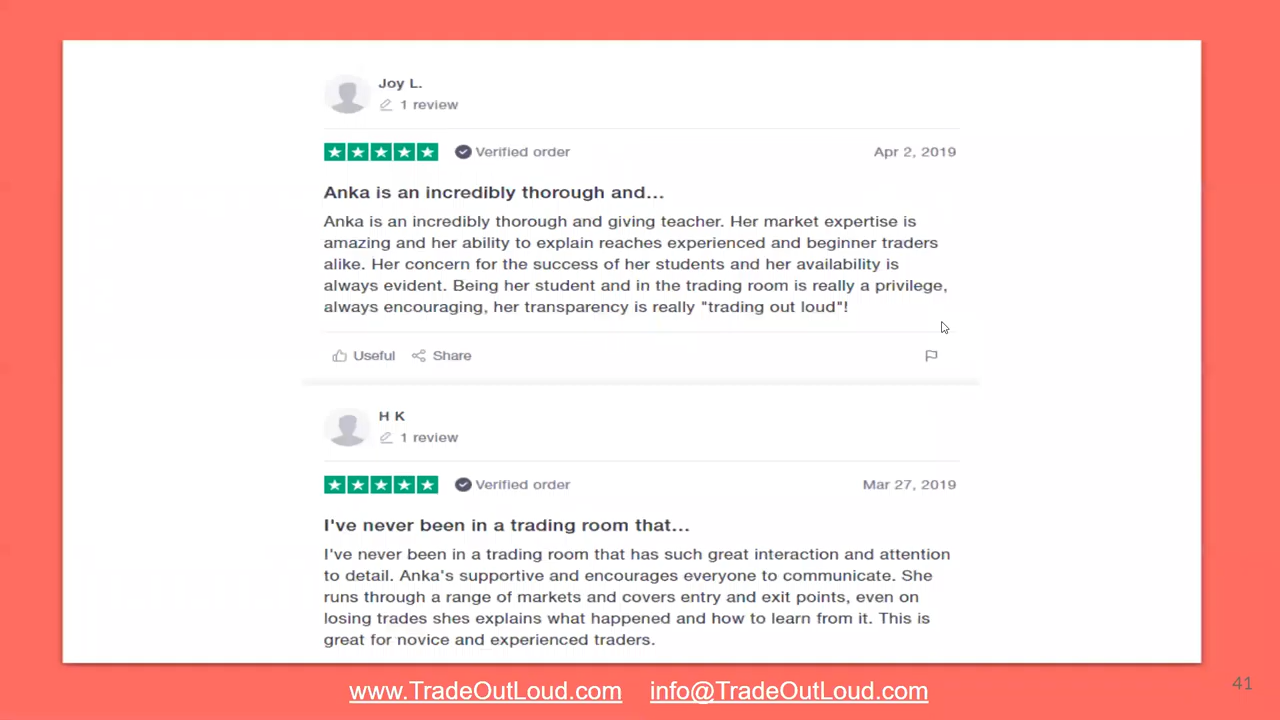 Joy L.
1 review
Verified order
Apr 2, 2019
Anka is an incredibly thorough and...
Anka is an incredibly thorough and giving teacher. Her market expertise is
amazing and her ability to explain reaches experienced and beginner traders
alike. Her concern for the success of her students and her availability is
always evident. Being her student and in the trading room is really a privilege,
always encouraging, her transparency is really "trading out loud"!
Useful Share
H K
1 review
Verified order
Mar 27, 2019
I've never been in a trading room that...
I've never been in a trading room that has such great interaction and attention
to detail. Anka's supportive and encourages everyone to communicate. She
runs through a range of markets and covers entry and exit points, even on
losing trades shes explains what happened and how to learn from it. This is
great for novice and experienced traders.
www.TradeOutLoud.com info@TradeOutLoud.com
41